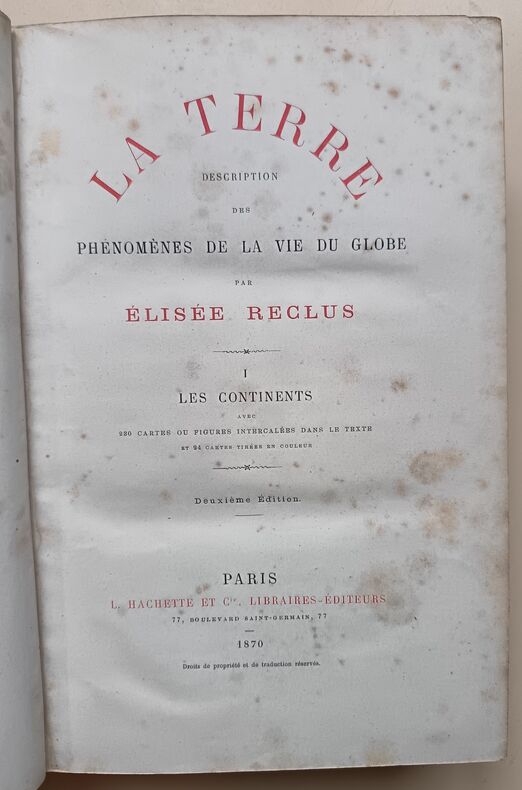 LA TERRE
DESCRIPTION
DES
PHÉNOMÈNES DE LA VIE DU GLOBE
PAR
ÉLISÉE RECLUS
I
LES CONTINENTS
AVEC
230 CARTES OU FIGURES INTERCALÉES DANS LE TEXTE
ET 24 CARTES TIRÉES EN COULEUR
Deuxième Édition.
PARIS
L. HACHETTE ET Cie, LIBRAIRES-ÉDITEURS
77, BOULEVARD SAINT-GERMAIN, 77
1870
Droits de propriété et de traduction réservés.